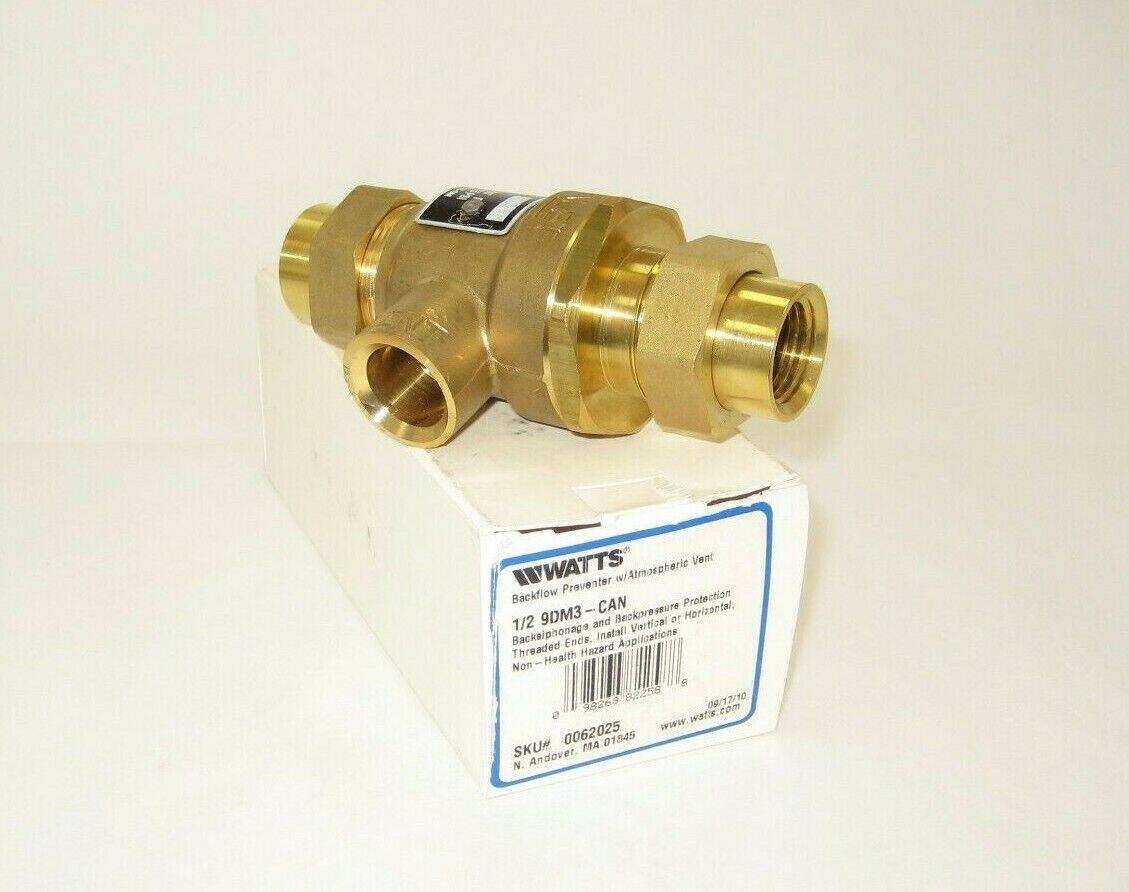 WATTS®
Backflow Preventer w/Atmospheric Vent
1/2 9DM3-CAN
Backsiphonage and Backpressure Protection
Threaded Ends, Install Vertical or Horizontal,
Non-Health Hazard Applications
0 98268 82258 8
09/17/10
SKU# 0062025
www.watts.com
N. Andover, MA 01845